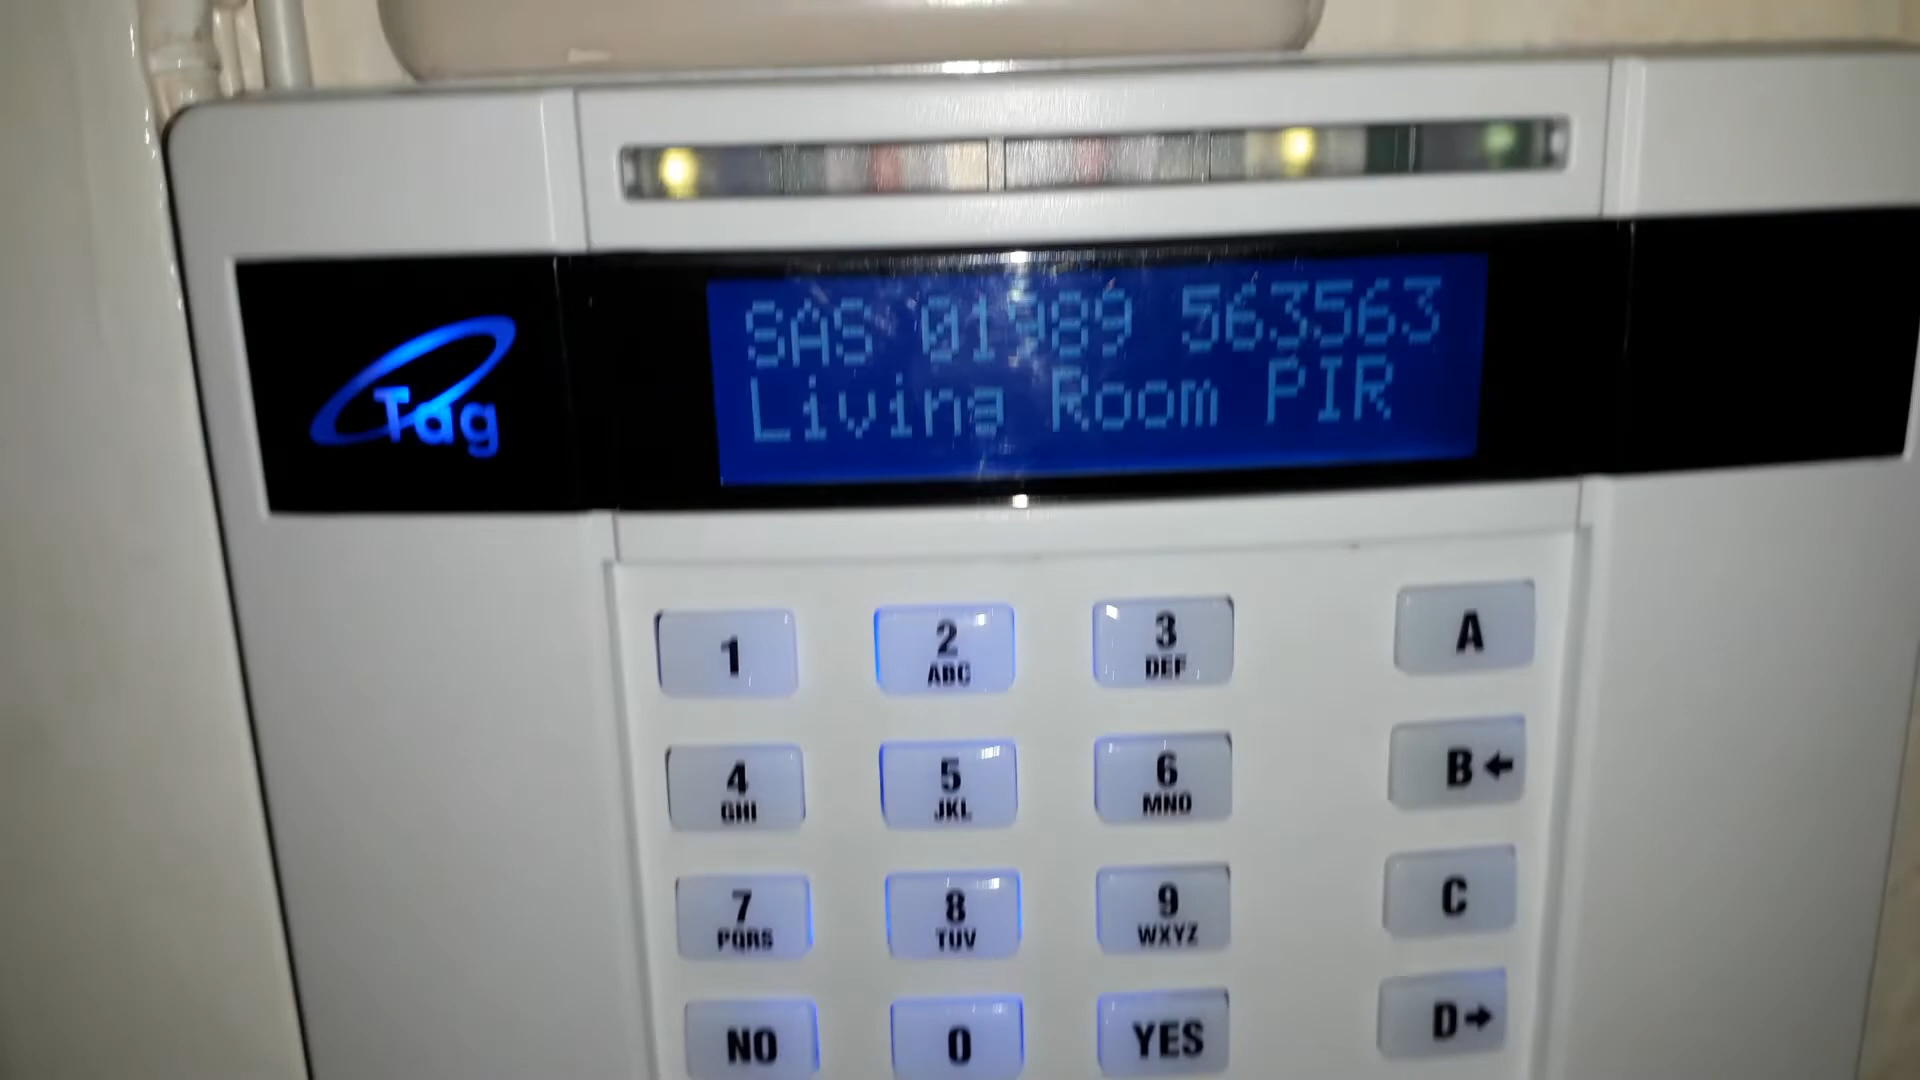 SAS 01989 563563
Living Room PIR
Tag
1
2
ABC
3
DEF
A
4
GHI
5
JKL
6
MNO
B←
7
PQRS
8
TUV
9
WXYZ
C
NO
0
YES
D→